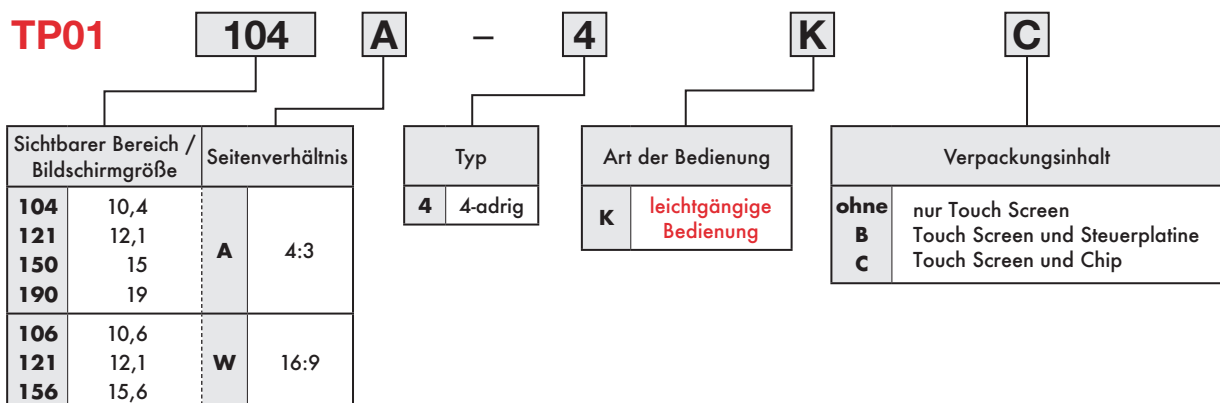 TP01 104 A – 4 K C
Sichtbarer Bereich /
Bildschirmgröße
Seitenverhältnis
104 10,4
121 12,1
150 15
190 19
A 4:3
106 10,6
121 12,1
156 15,6
W 16:9
Typ
4 4-adrig
Art der Bedienung
K leichtgängige
Bedienung
Verpackungsinhalt
ohne nur Touch Screen
B Touch Screen und Steuerplatine
C Touch Screen und Chip